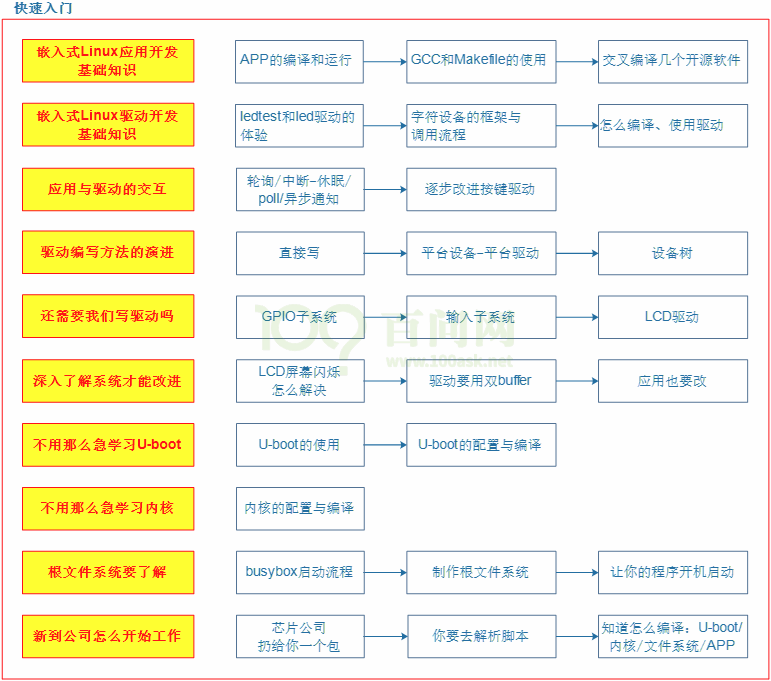 快速入门
嵌入式Linux应用开发
基础知识
APP的编译和运行
GCC和Makefile的使用
交叉编译几个开源软件
嵌入式Linux驱动开发
基础知识
ledtest和led驱动的
体验
字符设备的框架与
调用流程
怎么编译、使用驱动
应用与驱动的交互
轮询/中断-休眠/
poll/异步通知
逐步改进按键驱动
驱动编写方法的演进
直接写
平台设备-平台驱动
设备树
还需要我们写驱动吗
GPIO子系统
输入子系统
LCD驱动
百问网
www.100ask.net
深入了解系统才能改进
LCD屏幕闪烁
怎么解决
驱动要用双buffer
应用也要改
不用那么急学习U-boot
U-boot的使用
U-boot的配置与编译
不用那么急学习内核
内核的配置与编译
根文件系统要了解
busybox启动流程
制作根文件系统
让你的程序开机启动
新到公司怎么开始工作
芯片公司
扔给你一个包
你要去解析脚本
知道怎么编译：U-boot/
内核/文件系统/APP